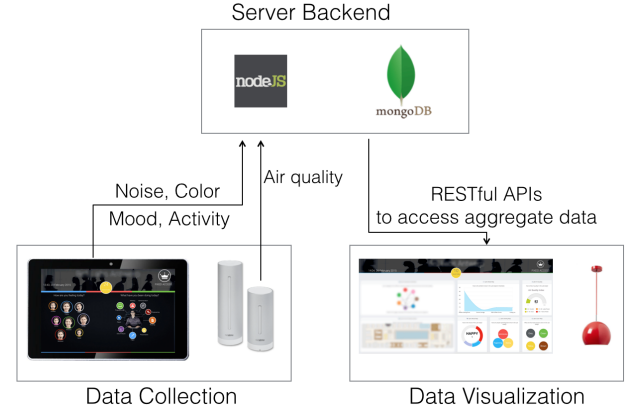 Server Backend
nodeJS
mongoDB
Noise, Color
Mood, Activity
Air quality
RESTful APIs
to access aggregate data
HAPPY
Data Collection
Data Visualization